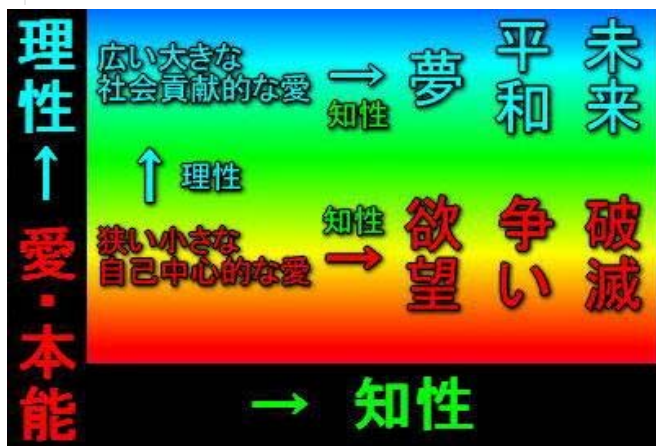 理性
↑
愛・本能
広い大きな
社会貢献的な愛
→
知性
夢
平和
未来
↑ 理性
狭い小さな
自己中心的な愛
知性
→
欲望
争い
破滅
→ 知性